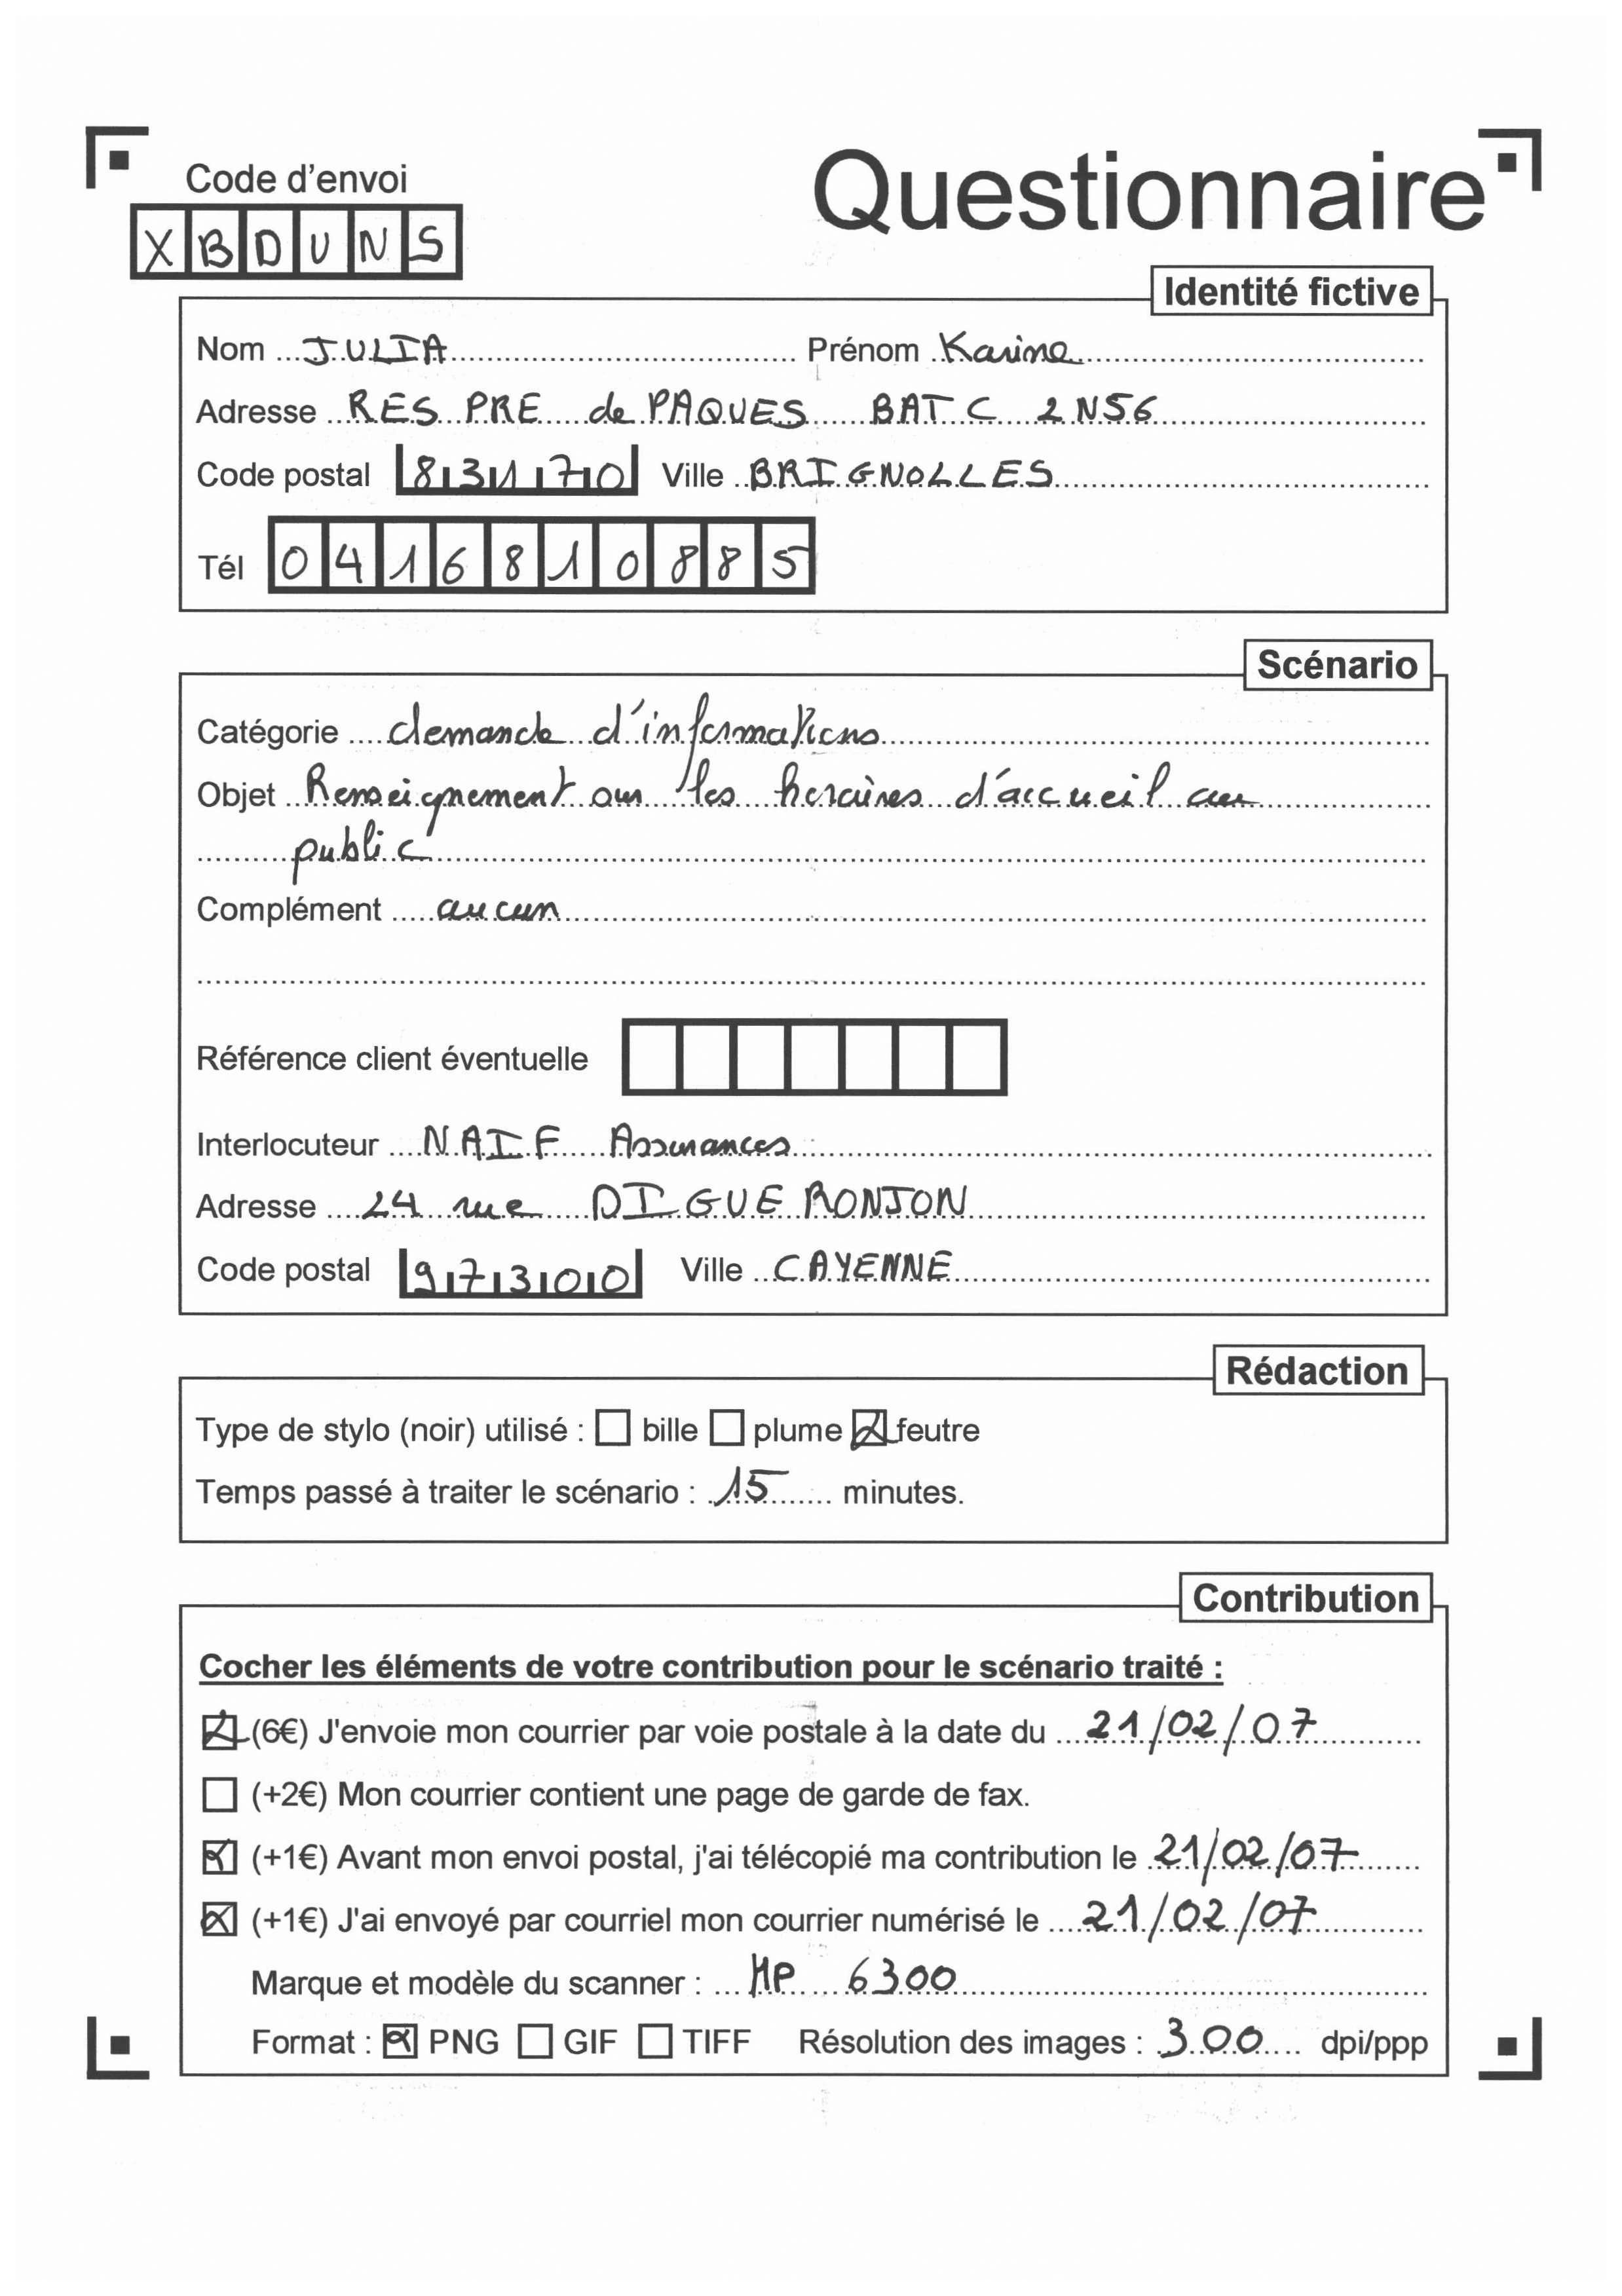 Code d'envoi
Questionnaire
XBDUNS
Identité fictive
Nom JULIA Prénom Karine
Adresse RES PRE de PAQUES BAT C 2 N56
Code postal 83170 Ville BRIGNOLLES
Tél 0416810885
Scénario
Catégorie demande d'informations
Objet Renseignement sur les horaires d'accueil au
public
Complément aucun
Référence client éventuelle
Interlocuteur NAIF Assurances
Adresse 24 rue DIGUE RONJON
Code postal 97300 Ville CAYENNE
Rédaction
Type de stylo (noir) utilisé : bille plume feutre
Temps passé à traiter le scénario : 15 minutes.
Contribution
Cocher les éléments de votre contribution pour le scénario traité :
(6€) J'envoie mon courrier par voie postale à la date du 21/02/07
(+2€) Mon courrier contient une page de garde de fax.
(+1€) Avant mon envoi postal, j'ai télécopié ma contribution le 21/02/07
(+1€) J'ai envoyé par courriel mon courrier numérisé le 21/02/07
Marque et modèle du scanner : HP 6300
Format : PNG GIF TIFF Résolution des images : 300 dpi/ppp